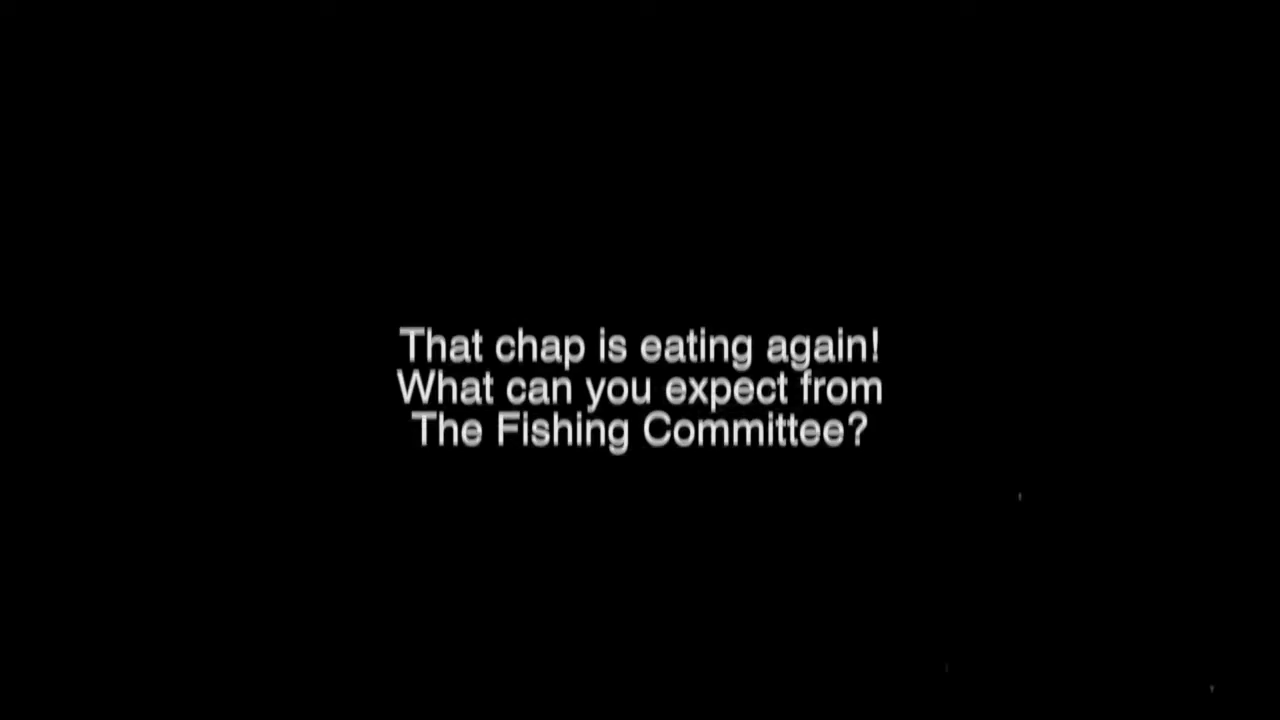 That chap is eating again!
What can you expect from
The Fishing Committee?